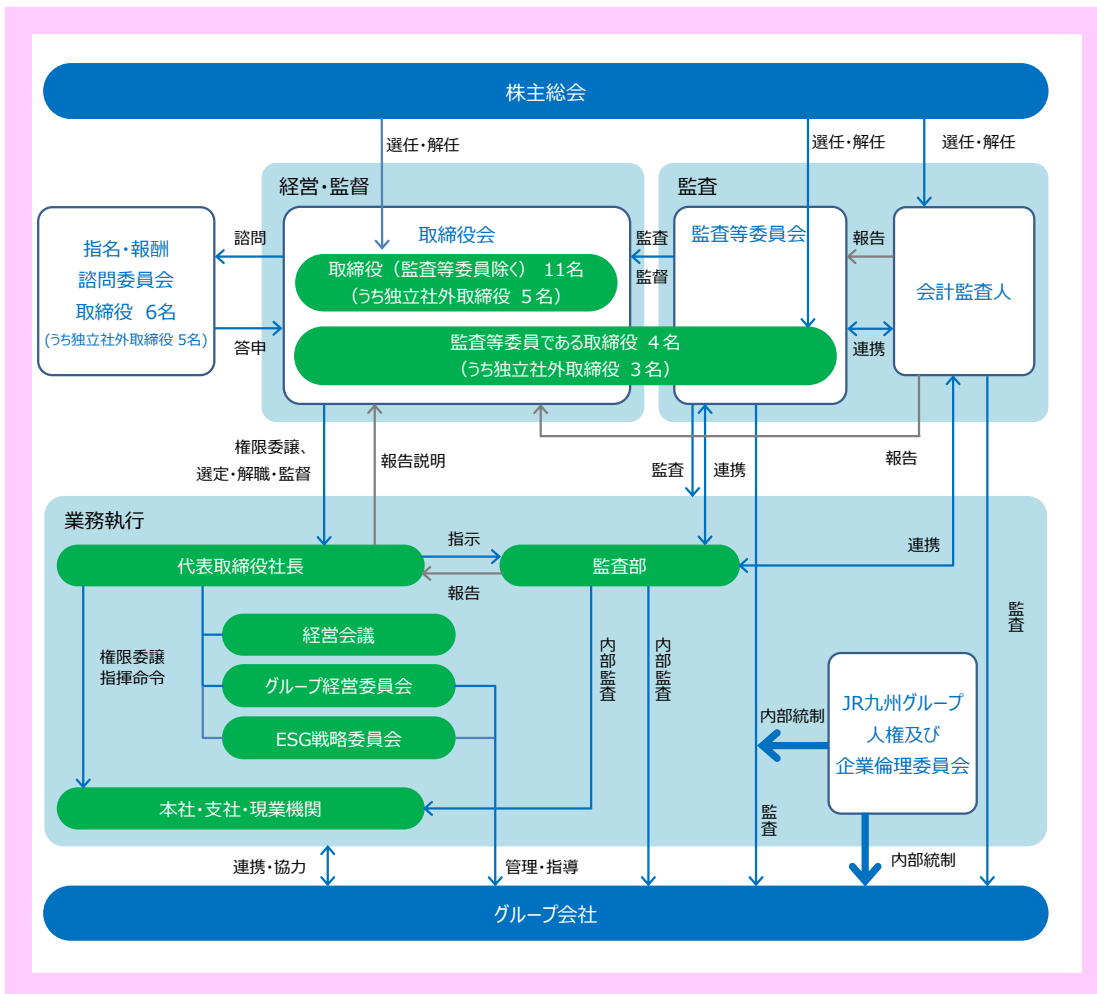 株主総会
選任・解任
選任・解任
選任・解任
経営・監督
監査
指名・報酬
諮問委員会
取締役 6名
(うち独立社外取締役 5名)
諮問
答申
取締役会
取締役（監査等委員除く） 11名
（うち独立社外取締役 5名）
監査等委員である取締役 4名
（うち独立社外取締役 3名）
監査
監督
監査等委員会
報告
連携
会計監査人
権限委譲、
選定・解職・監督
報告説明
監査
連携
報告
業務執行
代表取締役社長
指示
報告
監査部
連携
経営会議
グループ経営委員会
ESG戦略委員会
権限委譲
指揮命令
内部監査
内部監査
監査
内部統制
JR九州グループ
人権及び
企業倫理委員会
本社・支社・現業機関
監査
連携・協力
管理・指導
内部統制
グループ会社